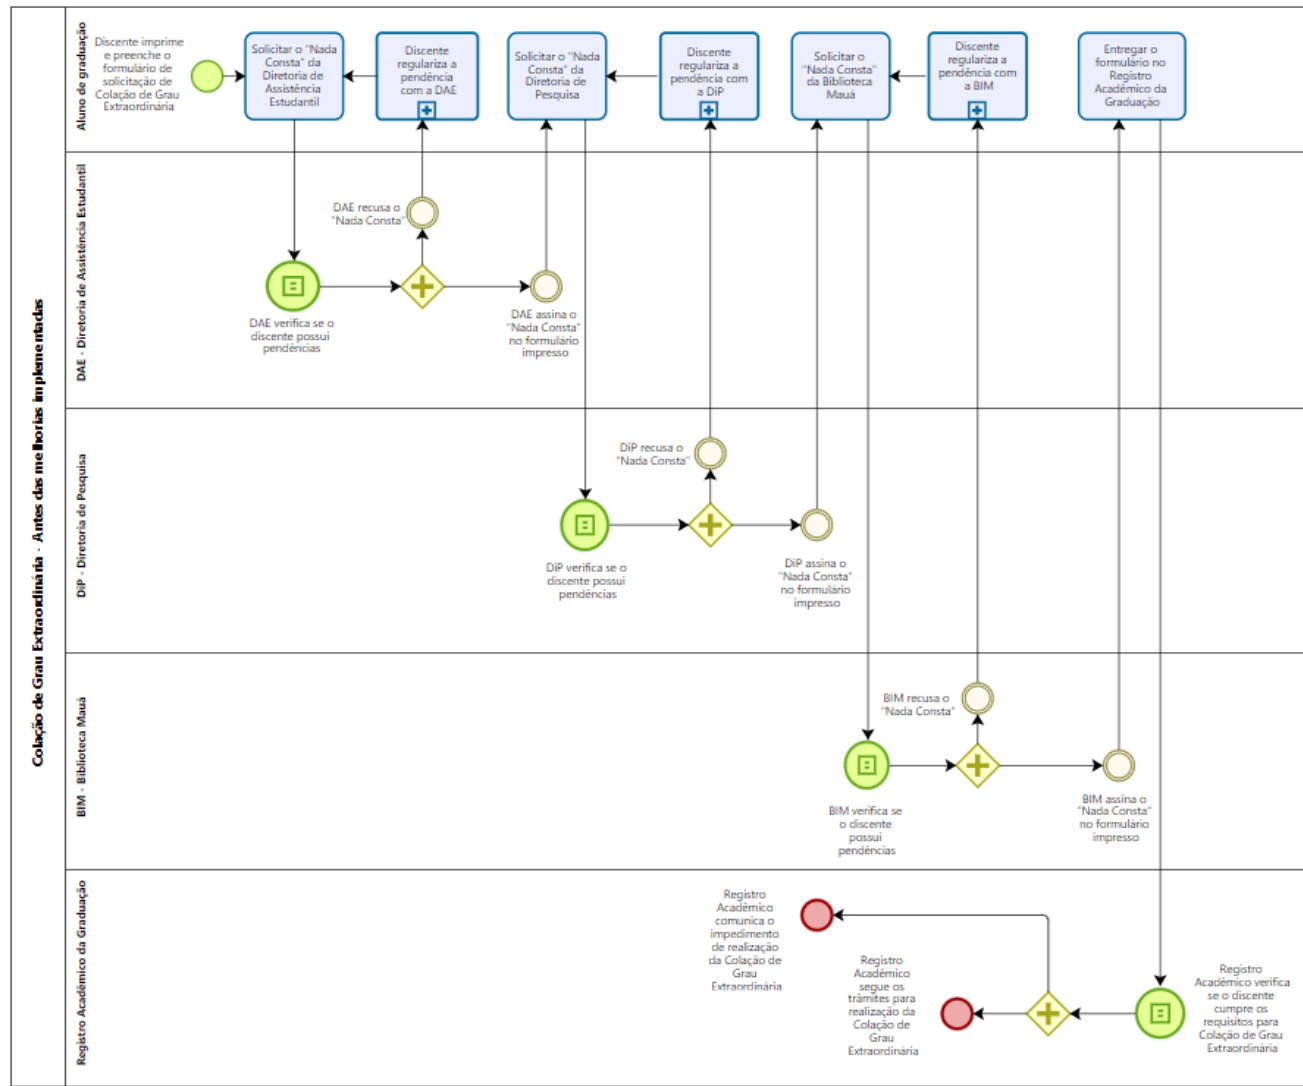 Colação de Grau Extraordinária - Antes das melhorias implementadas
Aluno de graduação
Discente imprime
e preenche o
formulário de
solicitação de
Colação de Grau
Extraordinária
Solicitar o "Nada
Consta" da
Diretoria de
Assistência
Estudantil
Discente
regulariza a
pendência
com a DAE
Solicitar o "Nada
Consta" da
Diretoria de
Pesquisa
Discente
regulariza a
pendência com
a DiP
Solicitar o
"Nada Consta"
da Biblioteca
Mauá
Discente
regulariza a
pendência com
a BIM
Entregar o
formulário no
Registro
Acadêmico da
Graduação
DAE - Diretoria de Assistência Estudantil
DAE recusa o
"Nada Consta"
DAE verifica se o
discente possui
pendências
DAE assina o
"Nada Consta"
no formulário
impresso
DiP - Diretoria de Pesquisa
DiP recusa o
"Nada Consta"
DiP verifica se o
discente possui
pendências
DiP assina o
"Nada Consta"
no formulário
impresso
BIM - Biblioteca Mauá
BIM recusa o
"Nada Consta"
BIM verifica se
o discente
possui
pendências
BIM assina o
"Nada Consta"
no formulário
impresso
Registro Acadêmico da Graduação
Registro
Acadêmico
comunica o
impedimento
de realização
da Colação de
Grau
Extraordinária
Registro
Acadêmico
segue os
trâmites para
realização da
Colação de
Grau
Extraordinária
Registro
Acadêmico verifica
se o discente
cumpre os
requisitos para
Colação de Grau
Extraordinária